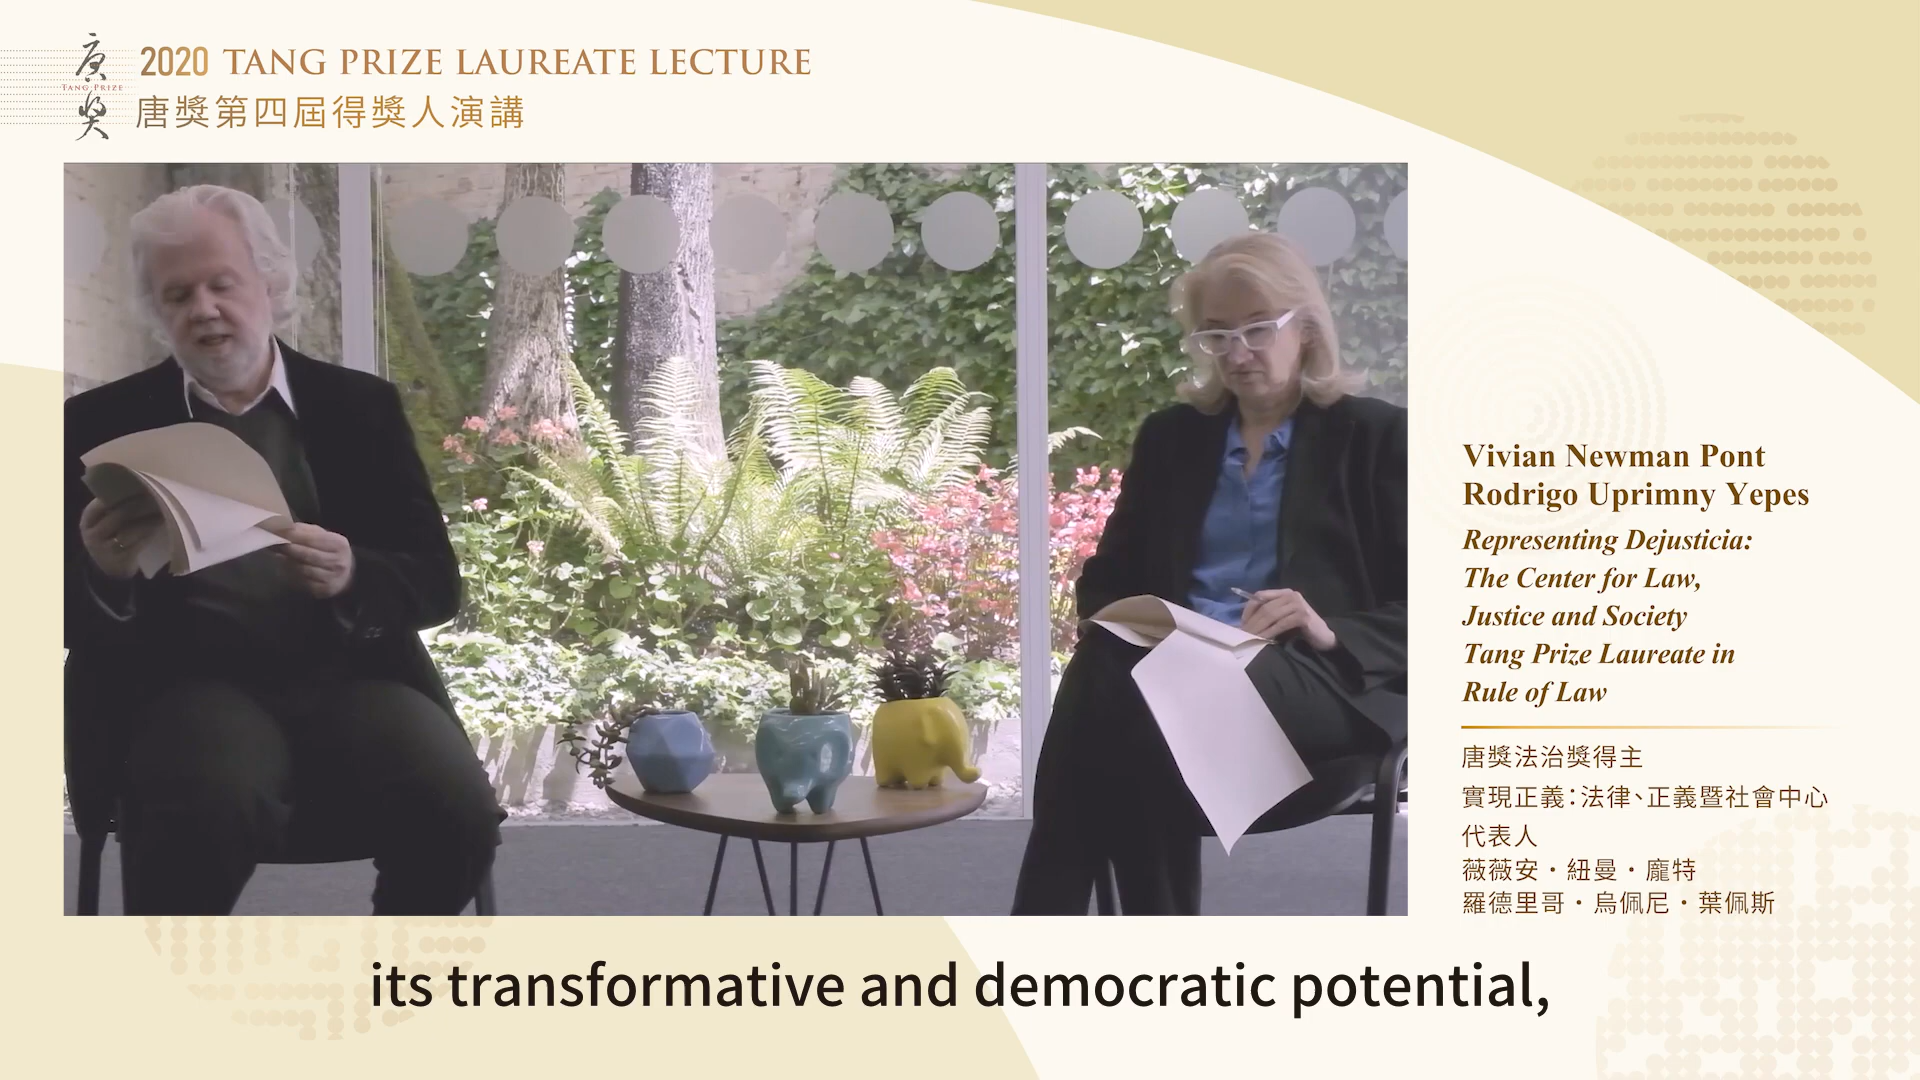 唐獎
TANG PRIZE
2020 TANG PRIZE LAUREATE LECTURE
唐獎第四屆得獎人演講
Vivian Newman Pont
Rodrigo Uprimny Yepes
Representing Dejusticia:
The Center for Law,
Justice and Society
Tang Prize Laureate in
Rule of Law
唐獎法治獎得主
實現正義:法律、正義暨社會中心
代表人
薇薇安・紐曼・龐特
羅德里哥・烏佩尼・葉佩斯
its transformative and democratic potential,